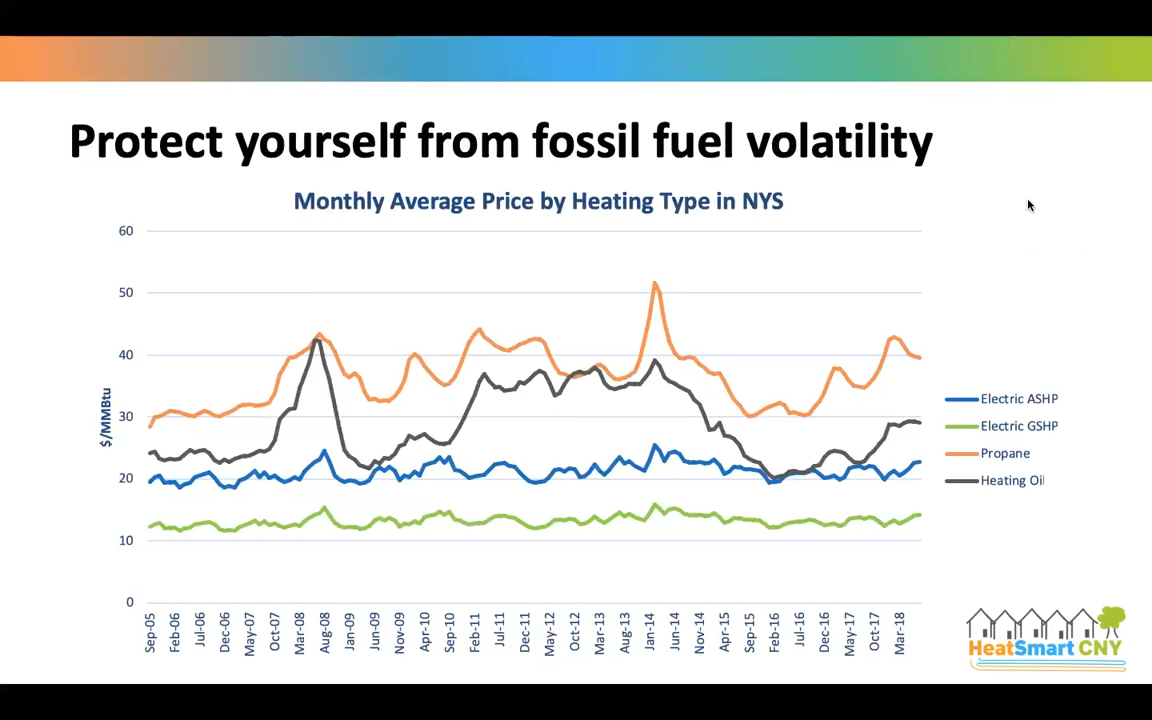 Protect yourself from fossil fuel volatility
Monthly Average Price by Heating Type in NYS
60
50
40
30
20
10
0
$/MMBtu
Sep-05
Feb-06
Jul-06
Dec-06
May-07
Oct-07
Mar-08
Aug-08
Jan-09
Jun-09
Nov-09
Apr-10
Sep-10
Feb-11
Jul-11
Dec-11
May-12
Oct-12
Mar-13
Aug-13
Jan-14
Jun-14
Nov-14
Apr-15
Sep-15
Feb-16
Jul-16
Dec-16
May-17
Oct-17
Mar-18
Electric ASHP
Electric GSHP
Propane
Heating Oil
HeatSmart CNY